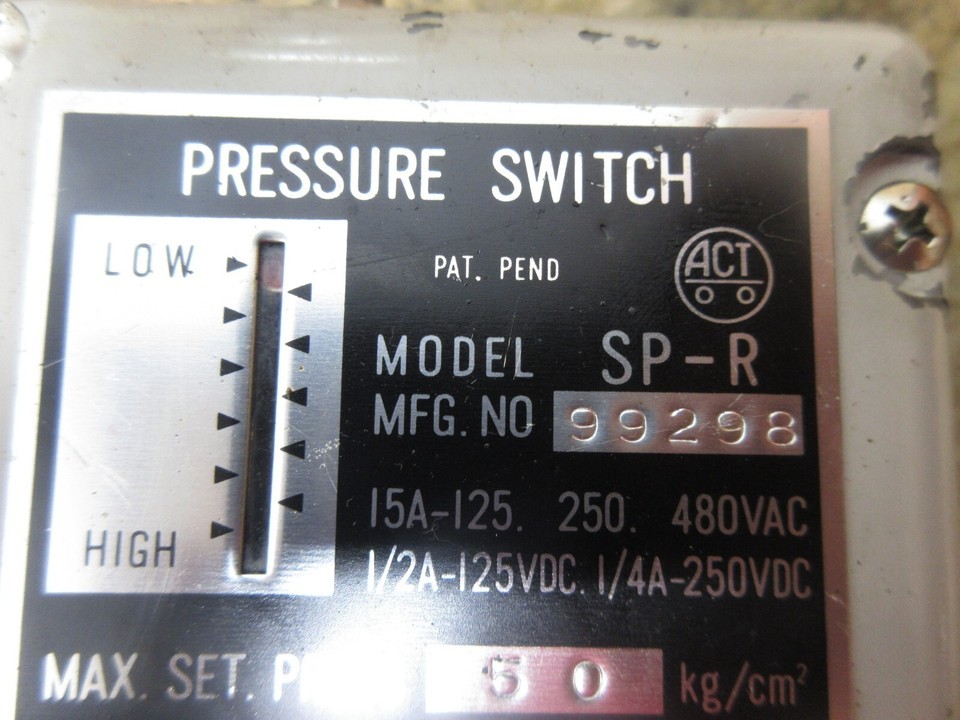 PRESSURE SWITCH
LOW
PAT. PEND
ACT
MODEL SP-R
MFG. NO 99298
15A-125. 250. 480VAC
HIGH
1/2A-125VDC. 1/4A-250VDC
MAX. SET. 50 kg/cm²